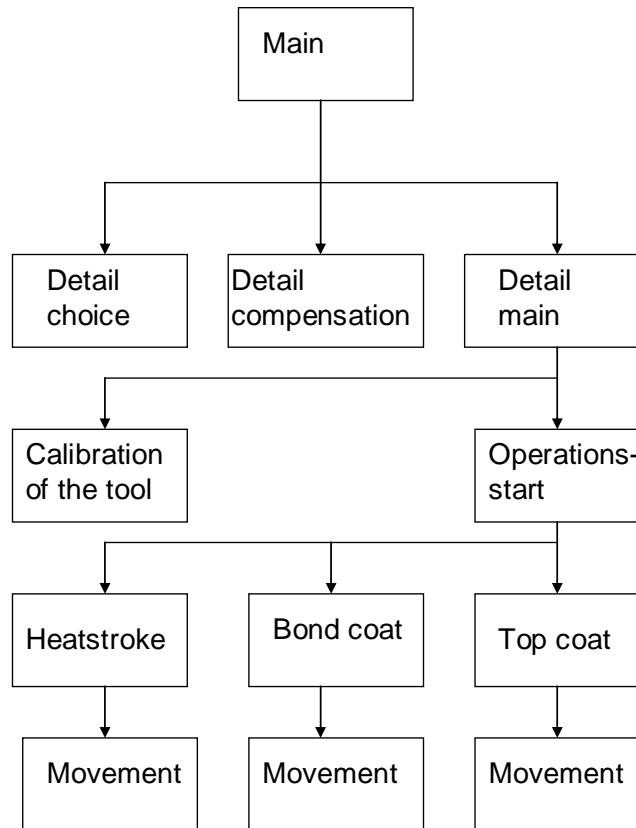 Main
Detail
choice
Detail
compensation
Detail
main
Calibration
of the tool
Operations-
start
Heatstroke
Bond coat
Top coat
Movement
Movement
Movement